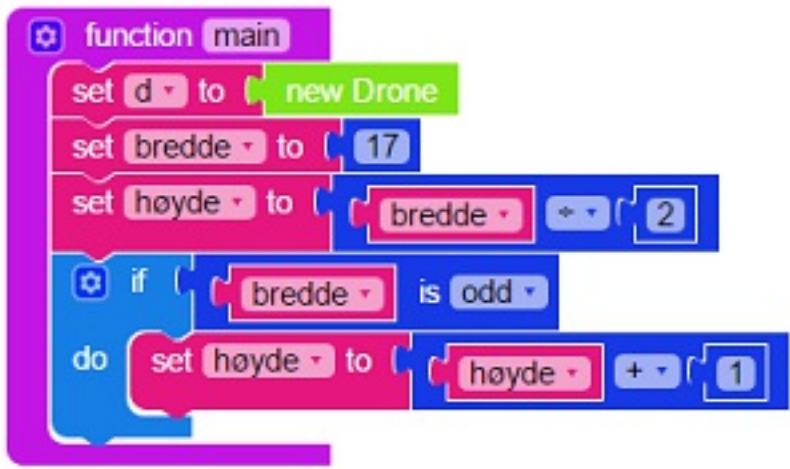 function main
set d to new Drone
set bredde to 17
set høyde to bredde ÷ 2
if bredde is odd
do set høyde to høyde + 1